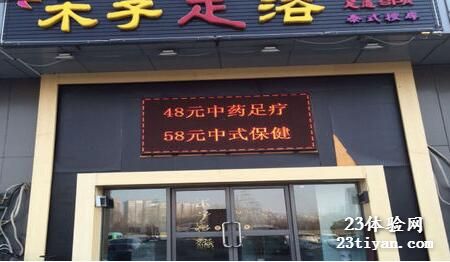 足浴
泰式按摩
48元中药足疗
58元中式保健
23体验网
23tiyan.com